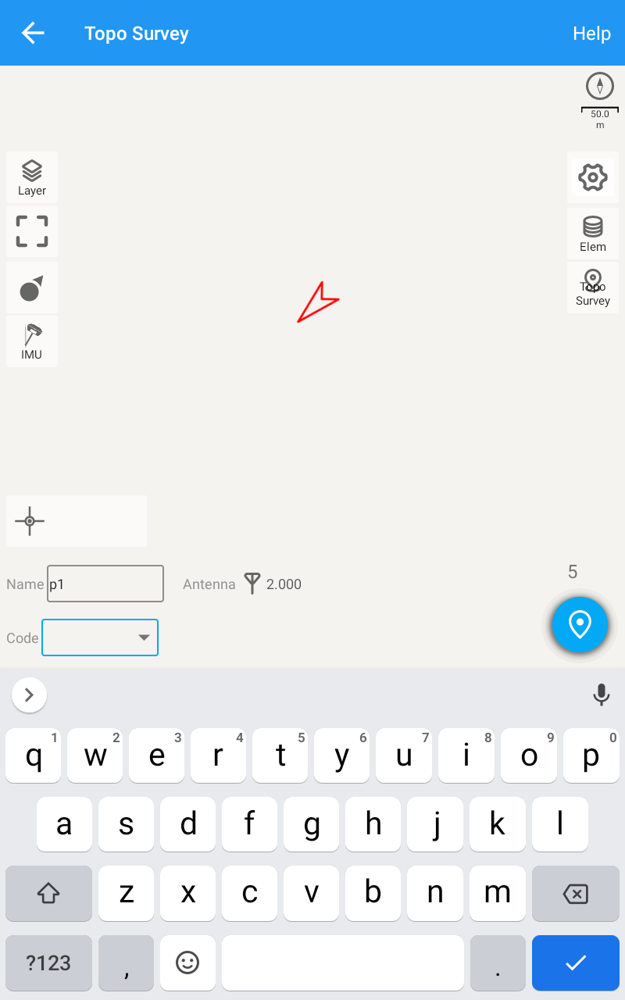 Topo Survey
Help
50.0
m
Layer
Elem
Topo
Survey
IMU
5
Name p1
Antenna 2.000
Code
q 1 w 2 e 3 r 4 t 5 y 6 u 7 i 8 o 9 p 0
a s d f g h j k l
z x c v b n m
?123 , .